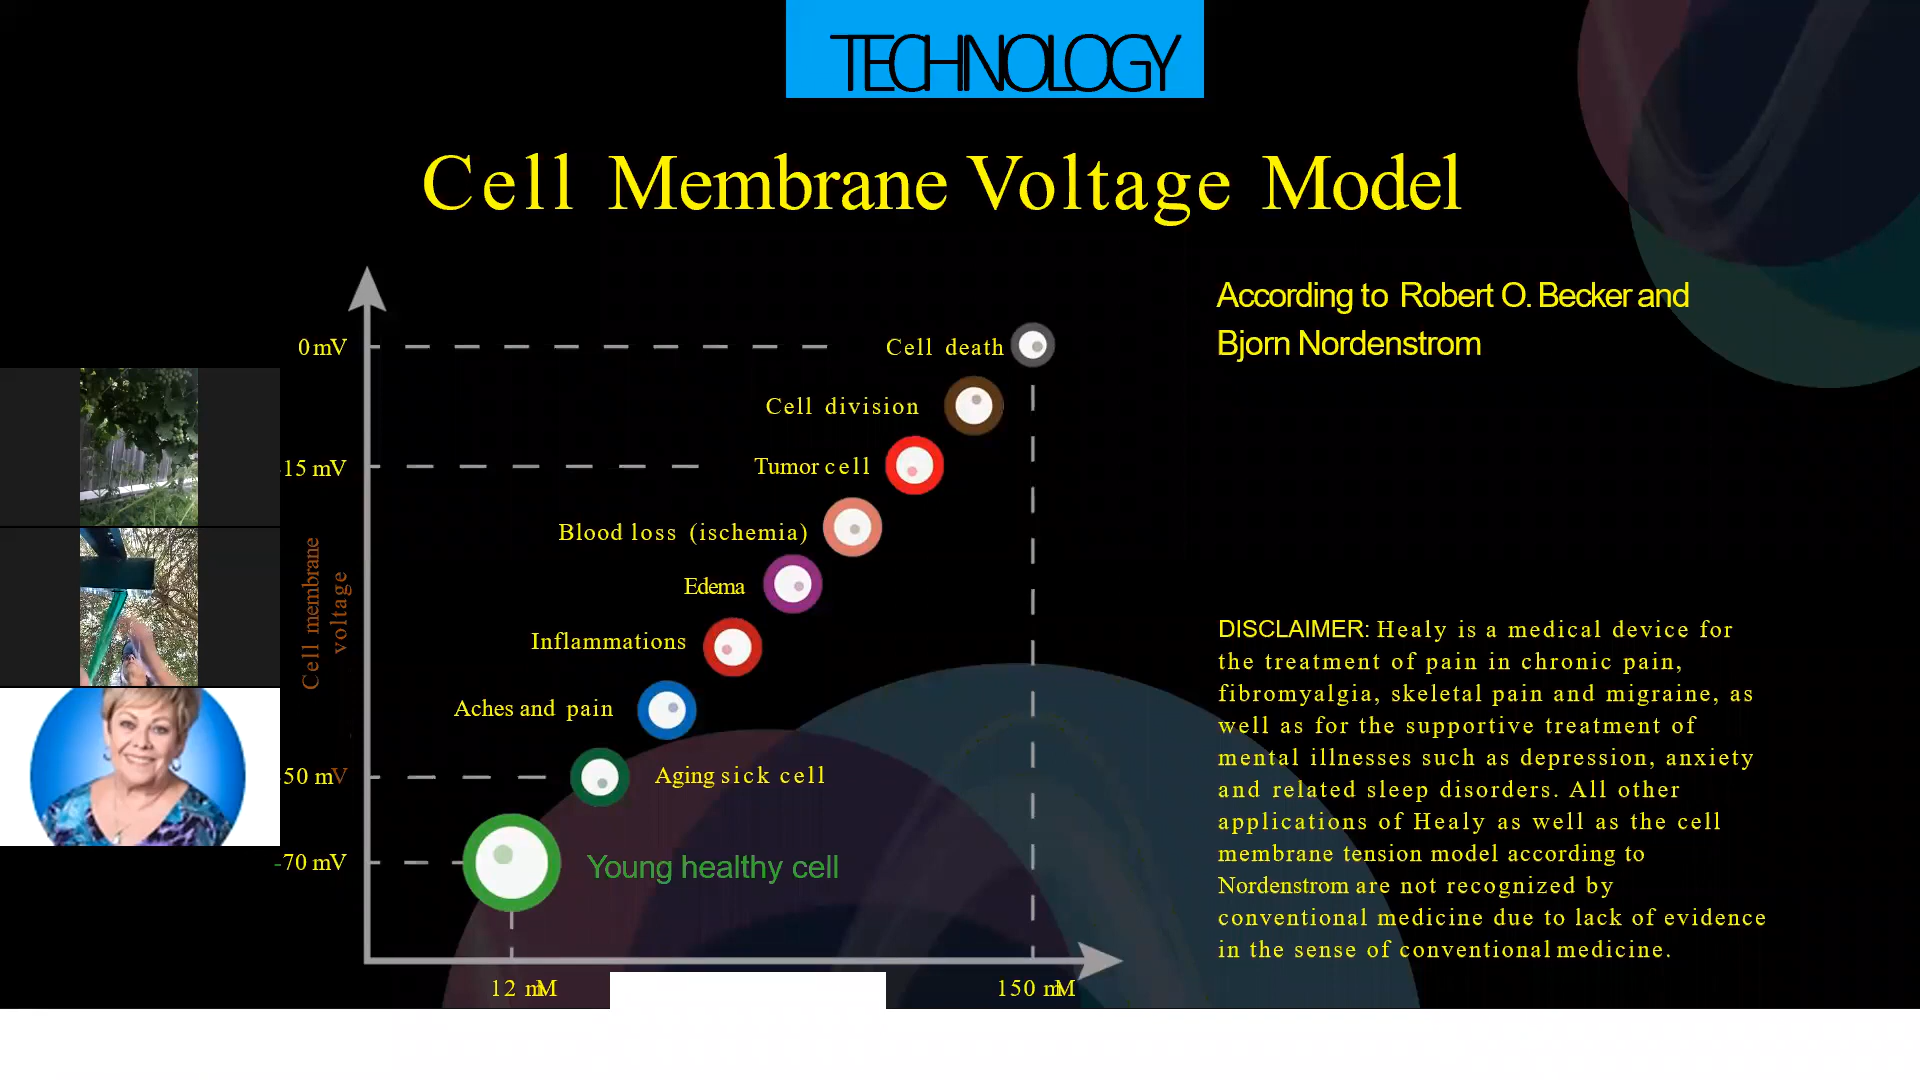 TECHNOLOGY
Cell Membrane Voltage Model
According to Robert O. Becker and
Bjorn Nordenstrom
0 mV
Cell death
Cell division
15 mV
Tumor cell
Blood loss (ischemia)
Edema
Inflammations
Cell membrane
voltage
Aches and pain
50 mV
Aging sick cell
-70 mV
Young healthy cell
12 mM
150 mM
DISCLAIMER: Healy is a medical device for
the treatment of pain in chronic pain,
fibromyalgia, skeletal pain and migraine, as
well as for the supportive treatment of
mental illnesses such as depression, anxiety
and related sleep disorders. All other
applications of Healy as well as the cell
membrane tension model according to
Nordenstrom are not recognized by
conventional medicine due to lack of evidence
in the sense of conventional medicine.